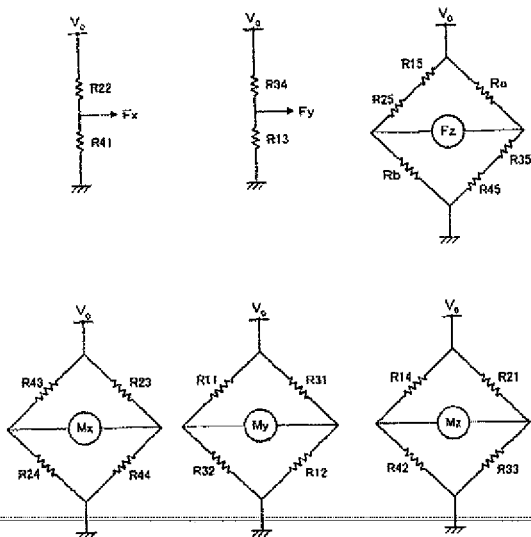 V₀
R22
Fx
R41
V₀
R34
Fy
R13
V₀
R15
Ra
R25
Fz
R35
Rb
R45
V₀
R43
R23
Mx
R24
R44
V₀
R11
R31
My
R32
R12
V₀
R14
R21
Mz
R42
R33